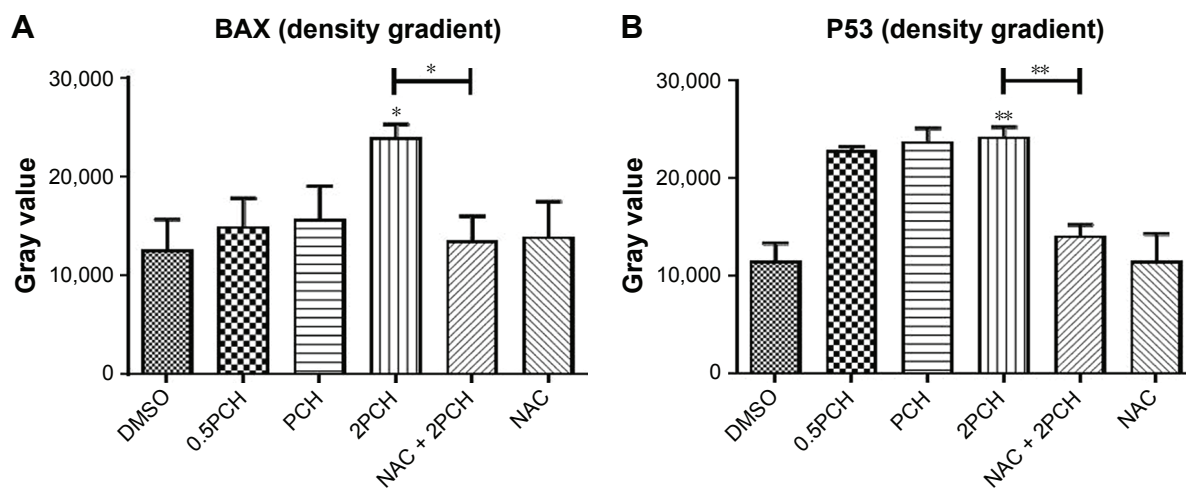 A
BAX (density gradient)
Gray value
30,000
20,000
10,000
0
*
*
DMSO
0.5PCH
PCH
2PCH
NAC + 2PCH
NAC
B
P53 (density gradient)
Gray value
30,000
20,000
10,000
0
**
**
DMSO
0.5PCH
PCH
2PCH
NAC + 2PCH
NAC